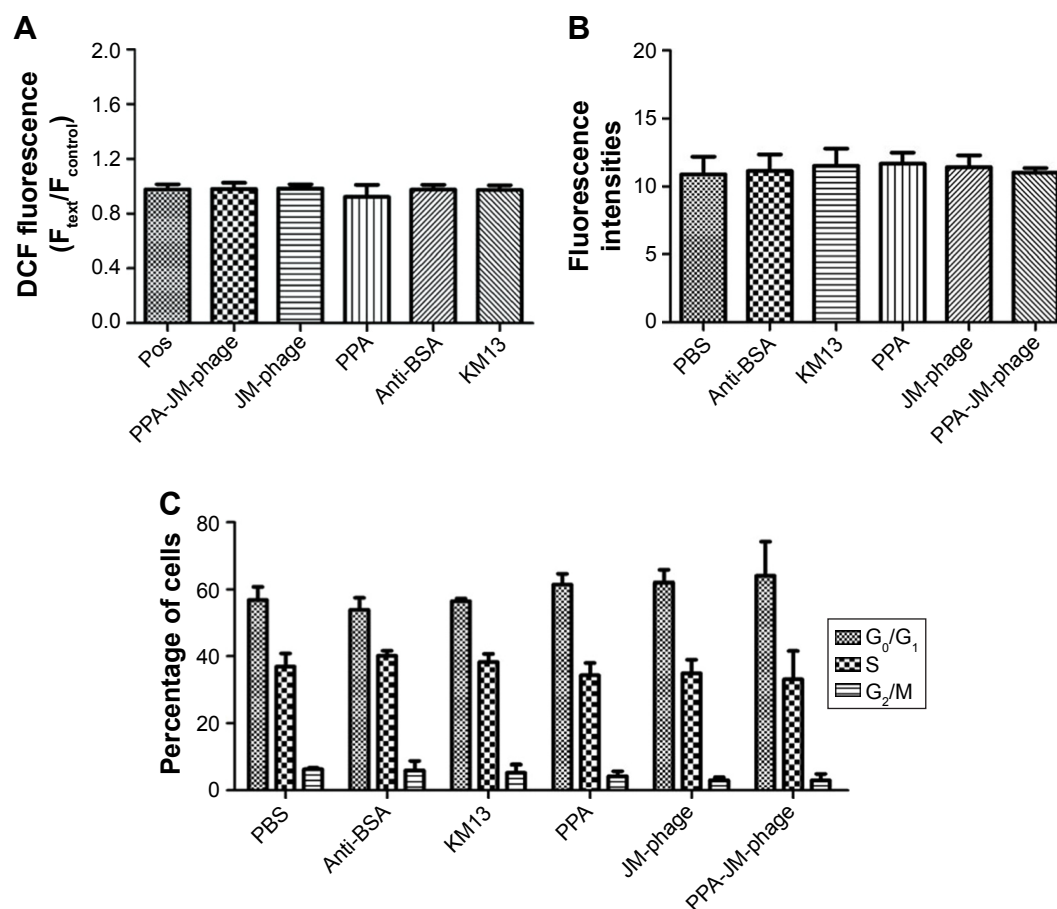 A
DCF fluorescence
(F_text/F_control)
2.0
1.6
1.2
0.8
0.4
0.0
Pos
PPA-JM-phage
JM-phage
PPA
Anti-BSA
KM13
B
Fluorescence
intensities
20
15
10
5
0
PBS
Anti-BSA
KM13
PPA
JM-phage
PPA-JM-phage
C
Percentage of cells
80
60
40
20
0
PBS
Anti-BSA
KM13
PPA
JM-phage
PPA-JM-phage
G₀/G₁
S
G₂/M